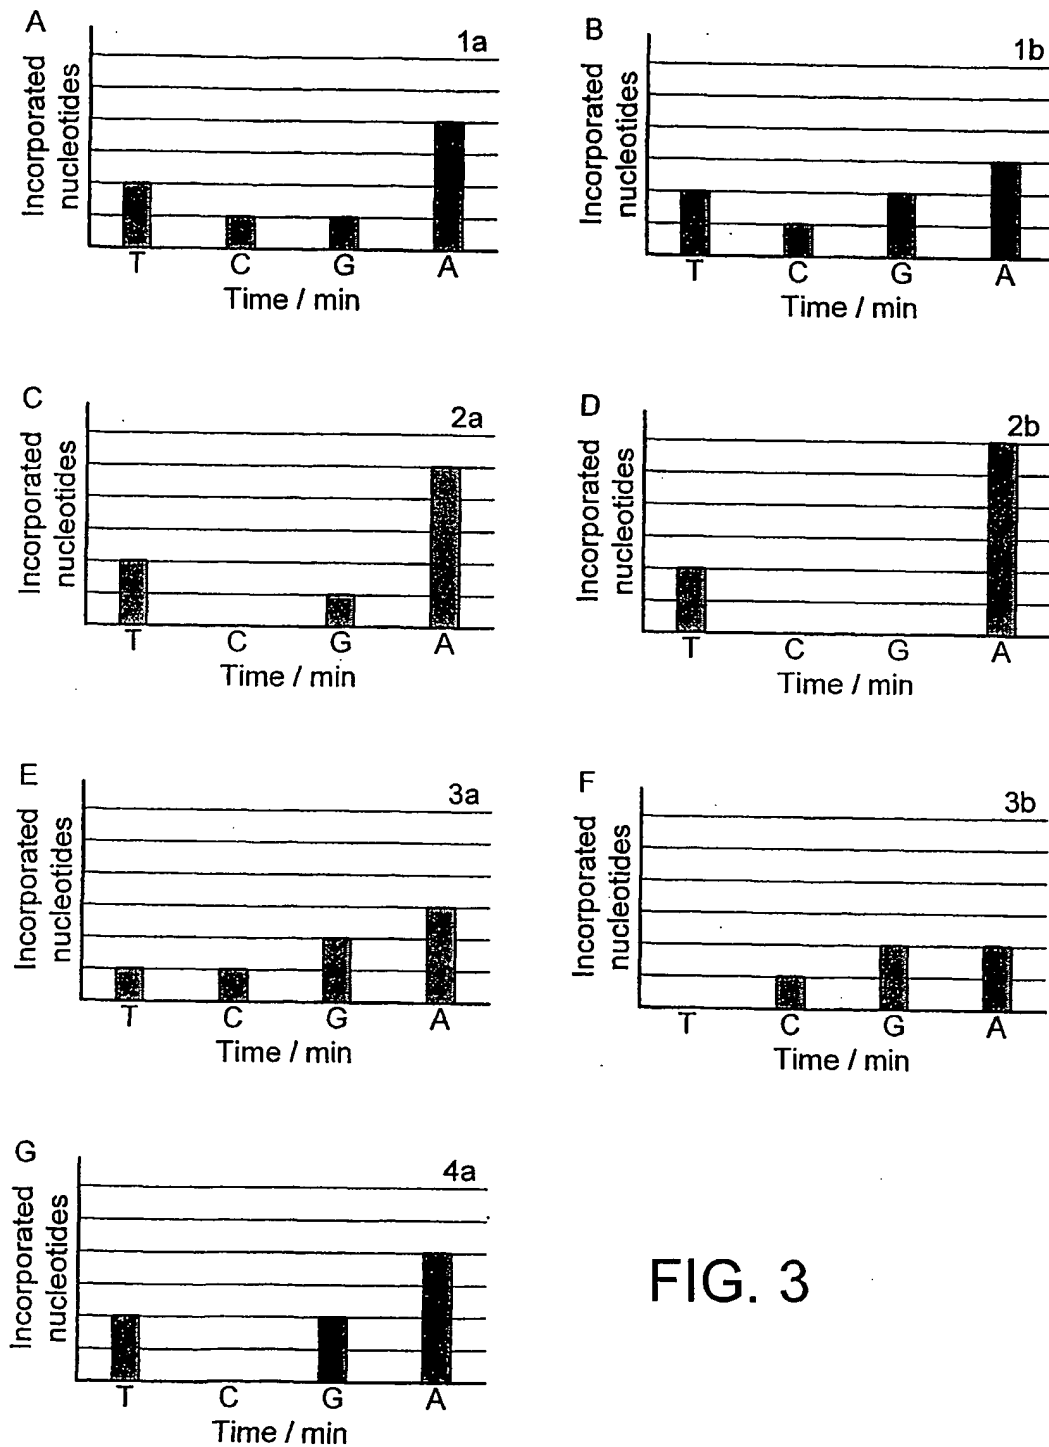 A
1a
Incorporated
nucleotides
T C G A
Time / min
B
1b
Incorporated
nucleotides
T C G A
Time / min
C
2a
Incorporated
nucleotides
T C G A
Time / min
D
2b
Incorporated
nucleotides
T C G A
Time / min
E
3a
Incorporated
nucleotides
T C G A
Time / min
F
3b
Incorporated
nucleotides
T C G A
Time / min
G
4a
Incorporated
nucleotides
T C G A
Time / min
FIG. 3